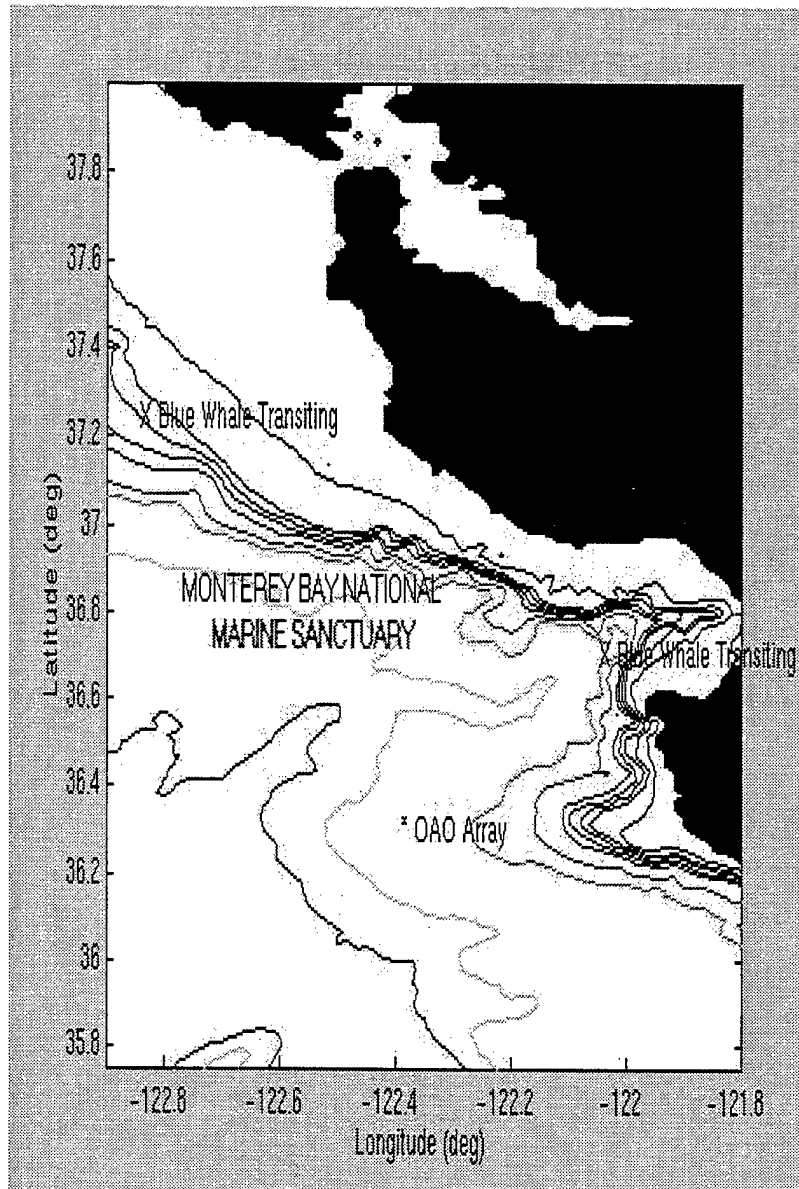 37.8
37.6
37.4
X Blue Whale Transiting
37.2
37
MONTEREY BAY NATIONAL
36.8
MARINE SANCTUARY
X Blue Whale Transiting
36.6
36.4
x OAO Array
36.2
36
35.8
Latitude (deg)
-122.8 -122.6 -122.4 -122.2 -122 -121.8
Longitude (deg)